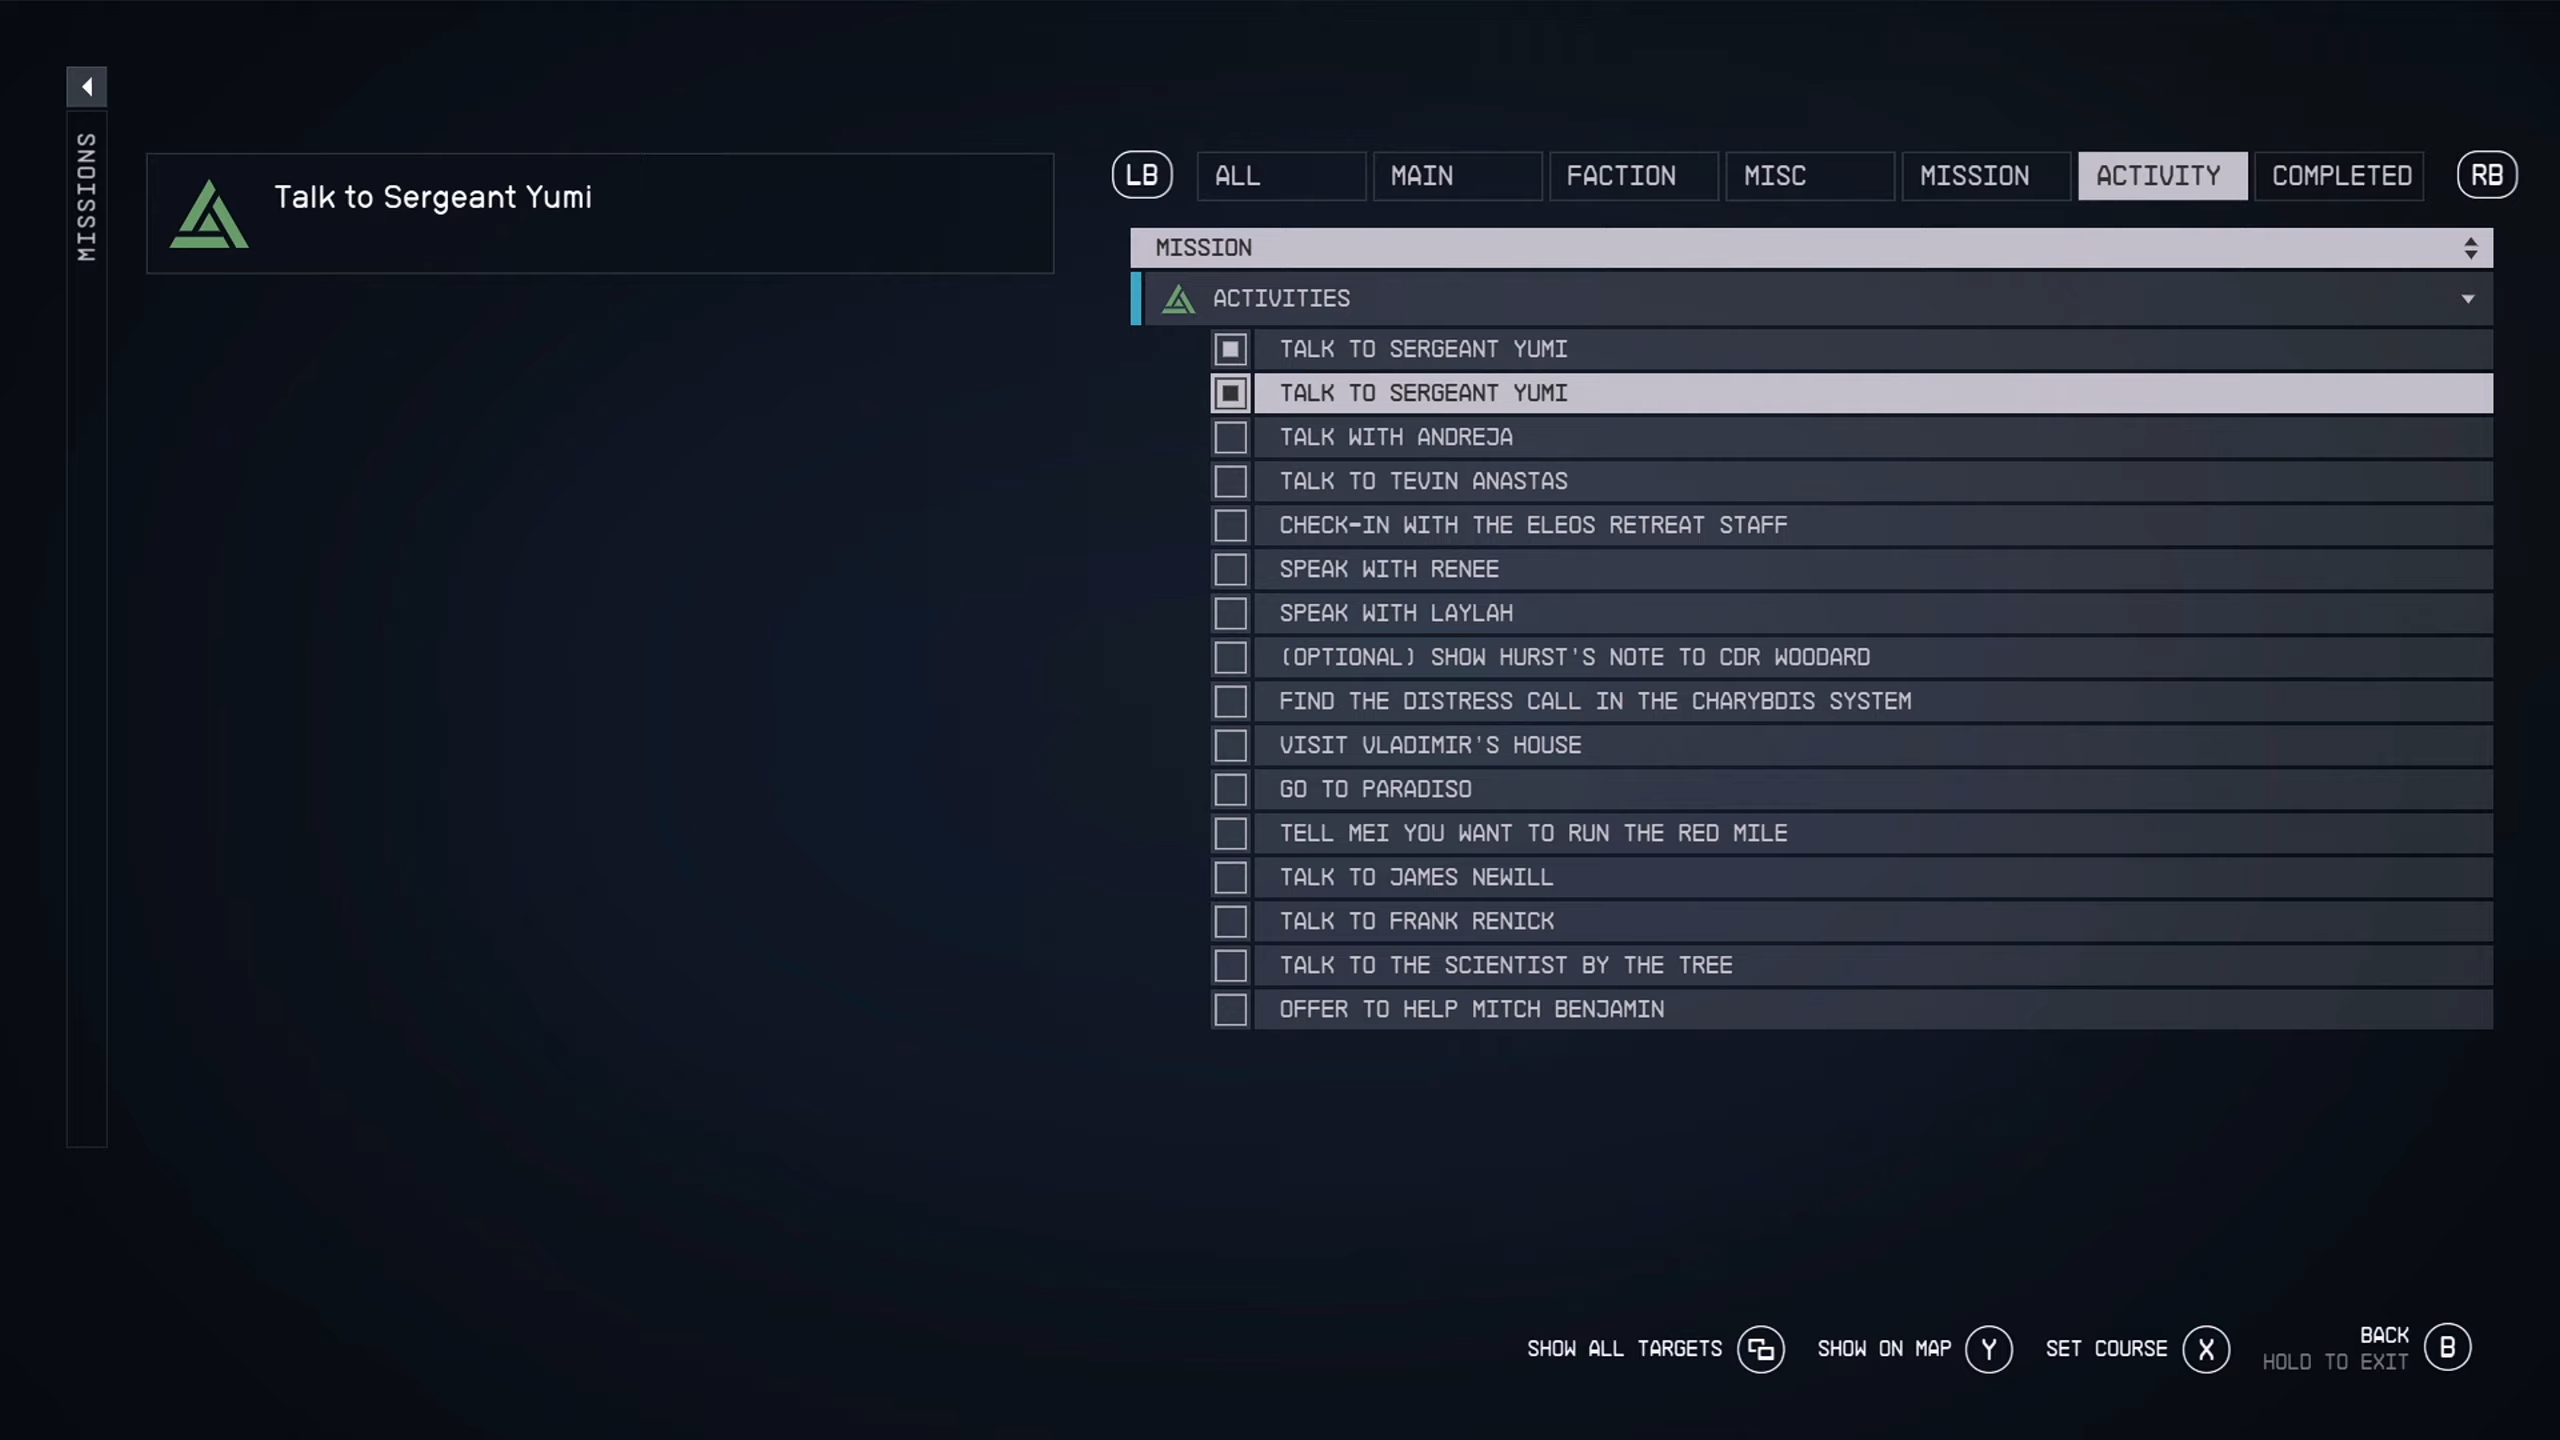 MISSIONS
Talk to Sergeant Yumi
LB
ALL
MAIN
FACTION
MISC
MISSION
ACTIVITY
COMPLETED
RB
MISSION
ACTIVITIES
TALK TO SERGEANT YUMI
TALK TO SERGEANT YUMI
TALK WITH ANDREJA
TALK TO TEVIN ANASTAS
CHECK-IN WITH THE ELEOS RETREAT STAFF
SPEAK WITH RENEE
SPEAK WITH LAYLAH
(OPTIONAL) SHOW HURST'S NOTE TO CDR WOODARD
FIND THE DISTRESS CALL IN THE CHARYBDIS SYSTEM
VISIT VLADIMIR'S HOUSE
GO TO PARADISO
TELL MEI YOU WANT TO RUN THE RED MILE
TALK TO JAMES NEWILL
TALK TO FRANK RENICK
TALK TO THE SCIENTIST BY THE TREE
OFFER TO HELP MITCH BENJAMIN
SHOW ALL TARGETS
SHOW ON MAP Y
SET COURSE X
BACK B
HOLD TO EXIT